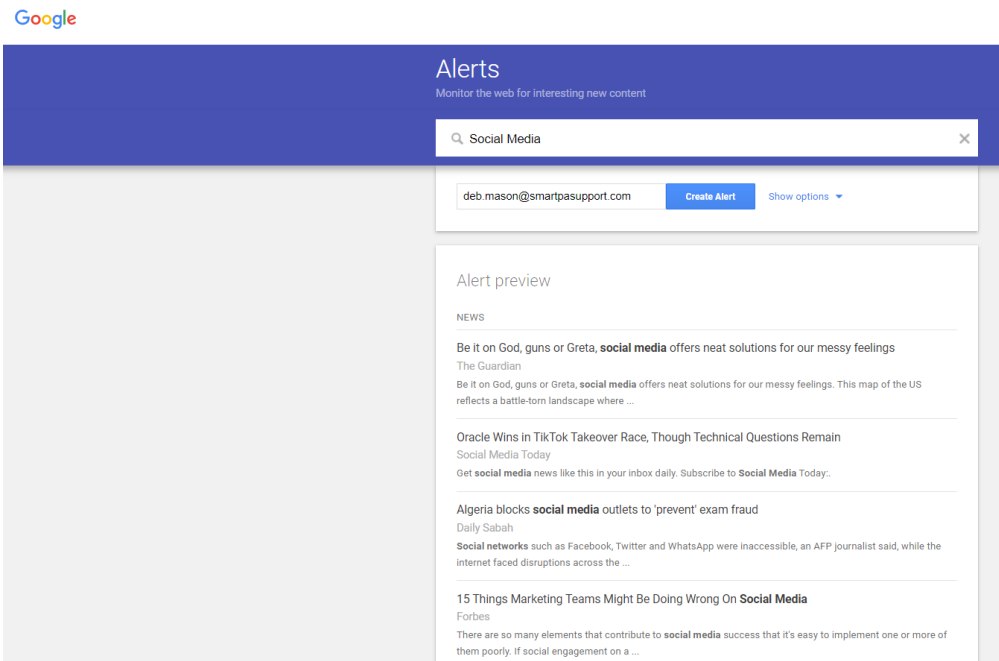 Google
Alerts
Monitor the web for interesting new content
Social Media
deb.mason@smartpasupport.com
Create Alert
Show options
Alert preview
NEWS
Be it on God, guns or Greta, social media offers neat solutions for our messy feelings
The Guardian
Be it on God, guns or Greta, social media offers neat solutions for our messy feelings. This map of the US
reflects a battle-torn landscape where ...
Oracle Wins in TikTok Takeover Race, Though Technical Questions Remain
Social Media Today
Get social media news like this in your inbox daily. Subscribe to Social Media Today:.
Algeria blocks social media outlets to 'prevent' exam fraud
Daily Sabah
Social networks such as Facebook, Twitter and WhatsApp were inaccessible, an AFP journalist said, while the
internet faced disruptions across the ...
15 Things Marketing Teams Might Be Doing Wrong On Social Media
Forbes
There are so many elements that contribute to social media success that it's easy to implement one or more of
them poorly. If social engagement on a ...